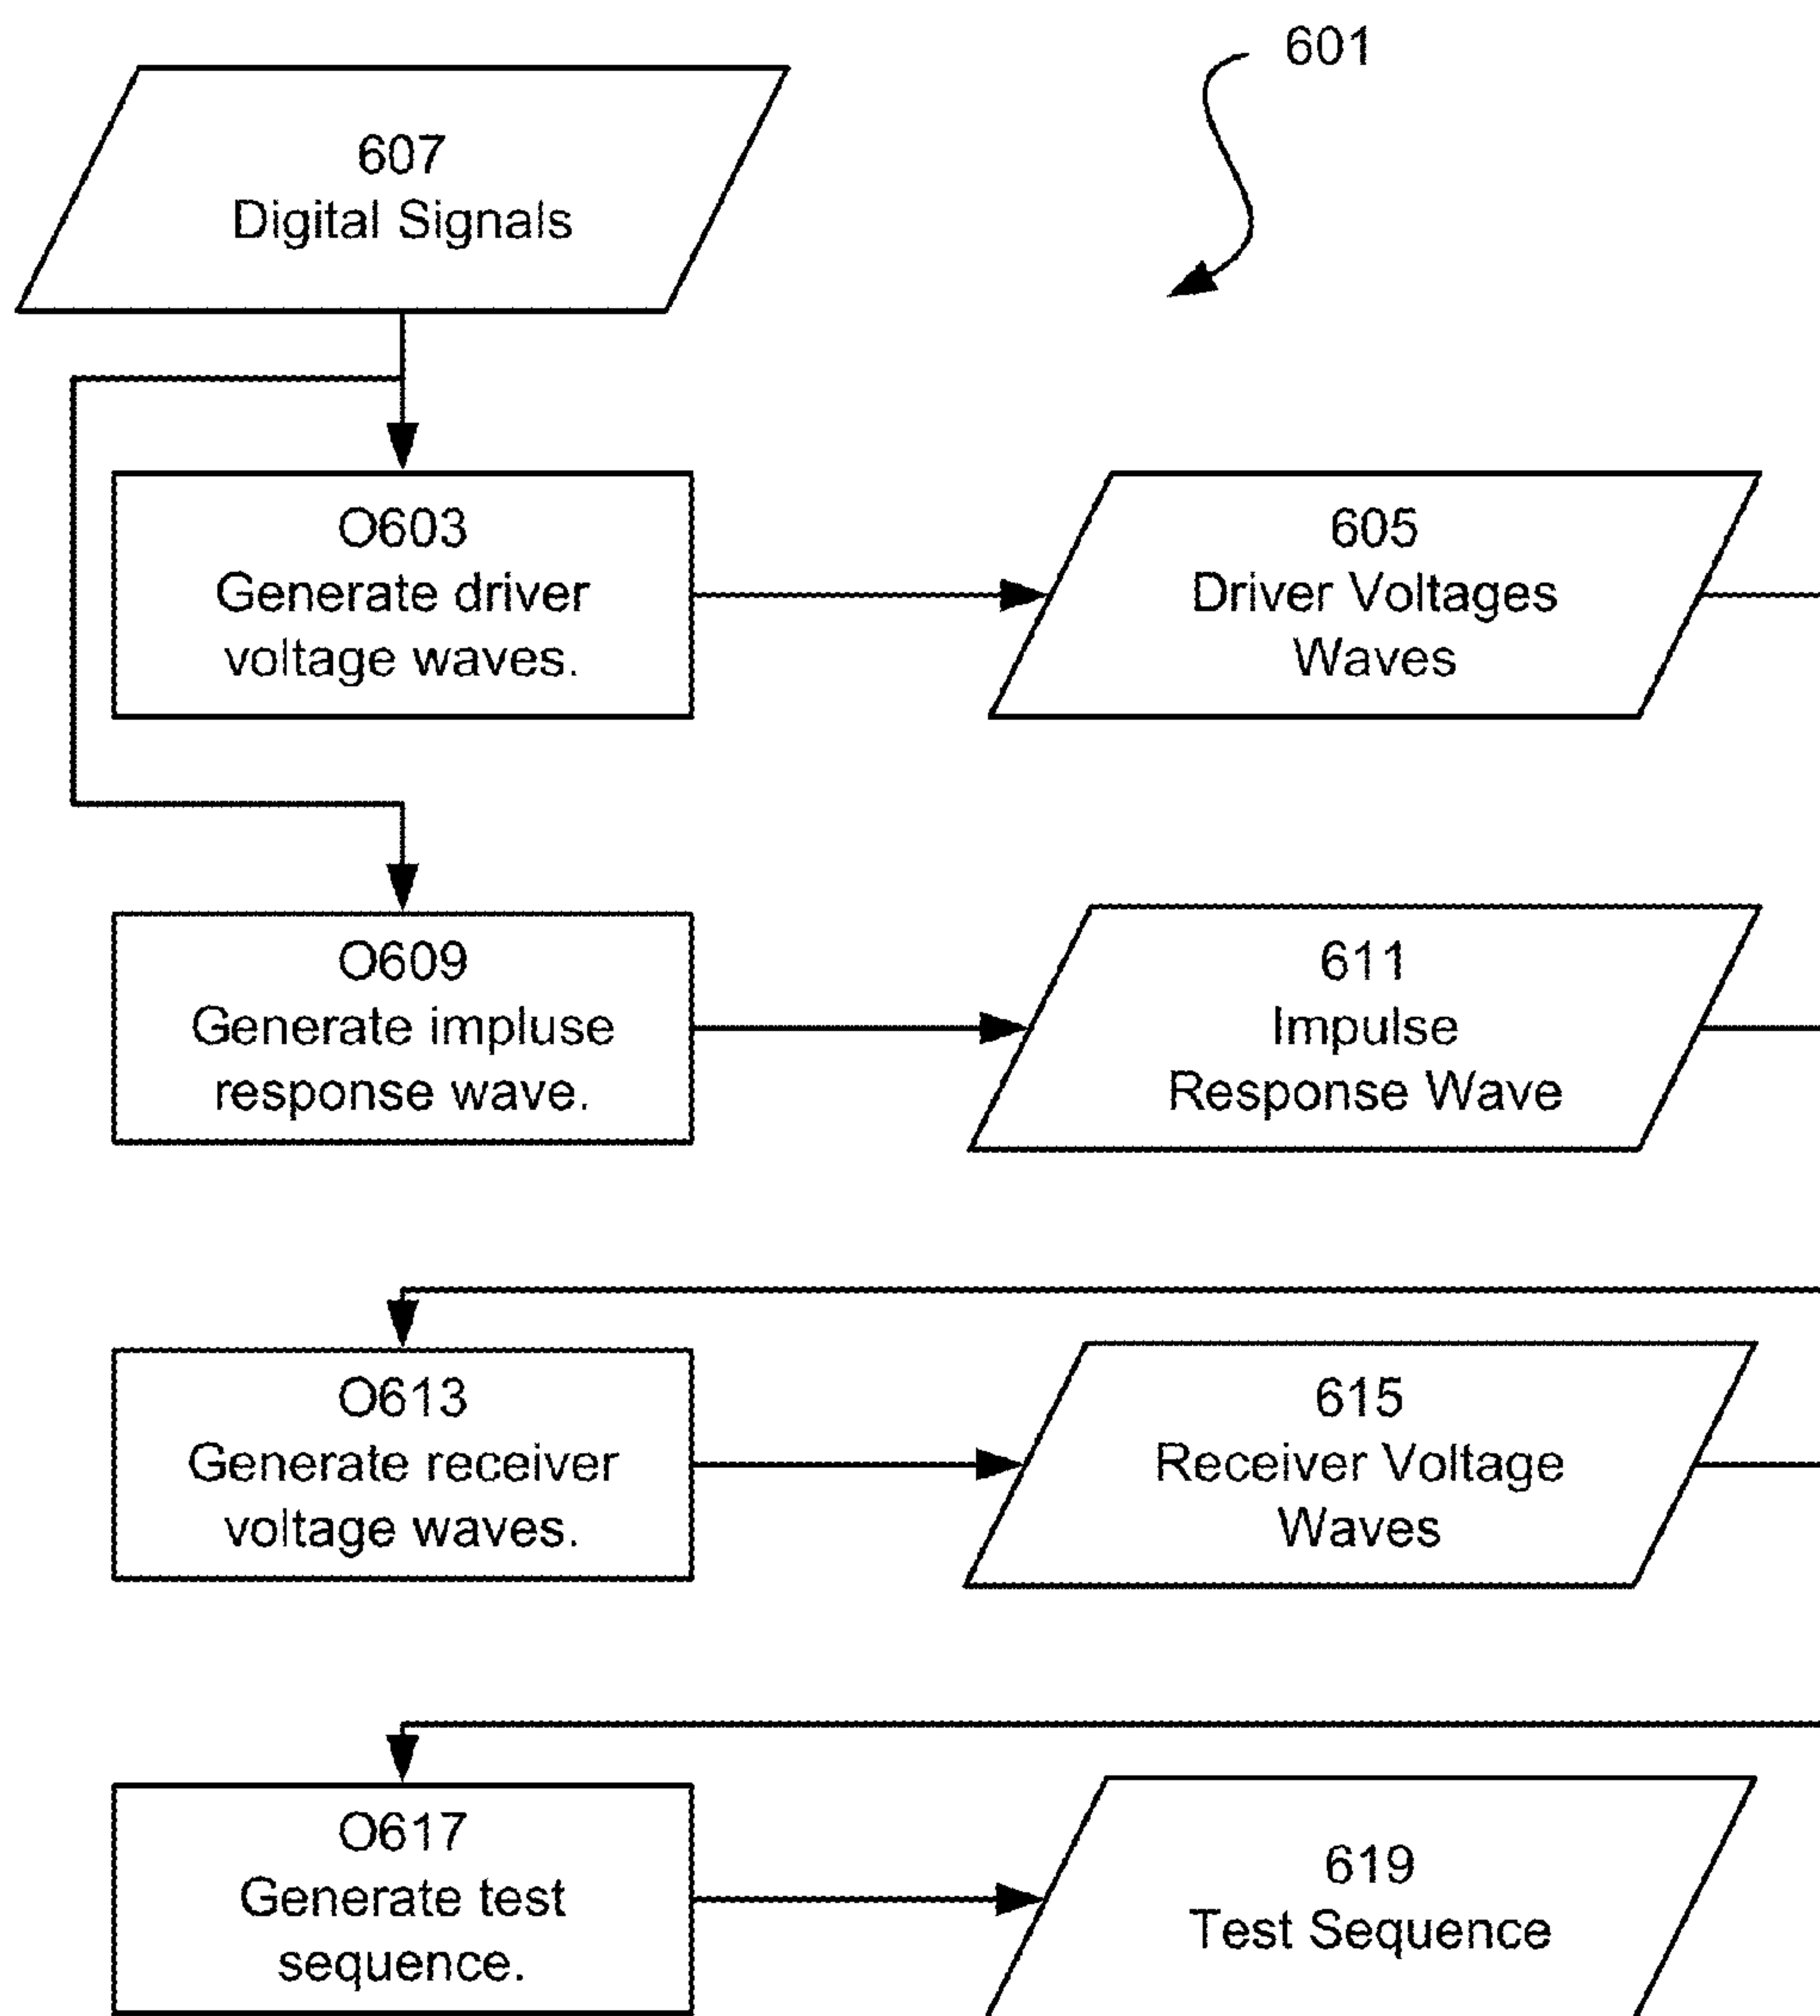 601
607
Digital Signals
O603
Generate driver
voltage waves.
605
Driver Voltages
Waves
O609
Generate impluse
response wave.
611
Impulse
Response Wave
O613
Generate receiver
voltage waves.
615
Receiver Voltage
Waves
O617
Generate test
sequence.
619
Test Sequence